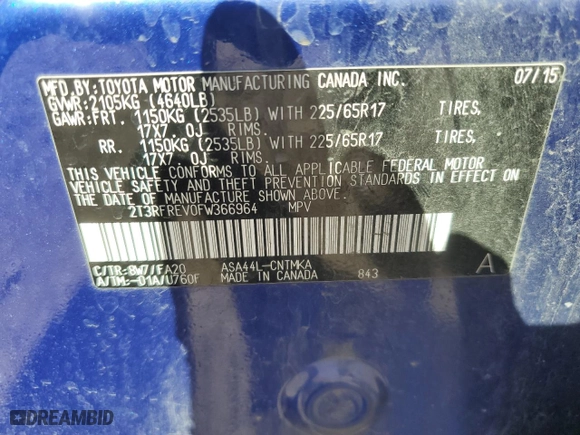 MFD.BY:TOYOTA MOTOR MANUFACTURING CANADA INC. 07/15
GVWR:2105KG (4640LB)
GAWR:FRT. 1150KG (2535LB) WITH 225/65R17 TIRES,
17X7.0J RIMS.
RR. 1150KG (2535LB) WITH 225/65R17 TIRES,
17X7.0J RIMS.
THIS VEHICLE CONFORMS TO ALL APPLICABLE FEDERAL MOTOR
VEHICLE SAFETY AND THEFT PREVENTION STANDARDS IN EFFECT ON
THE DATE OF MANUFACTURE SHOWN ABOVE.
2T3RFREV0FW366964 MPV
C/TR:8W7/FA20 ASA44L-CNTMKA A
A/TM:-01A/U760F MADE IN CANADA 843
DREAMBID